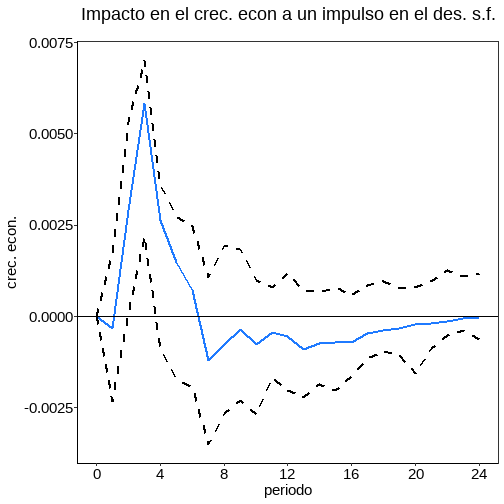 Impacto en el crec. econ a un impulso en el des. s.f.
0.0075
0.0050
0.0025
0.0000
-0.0025
crec. econ.
0 4 8 12 16 20 24
periodo